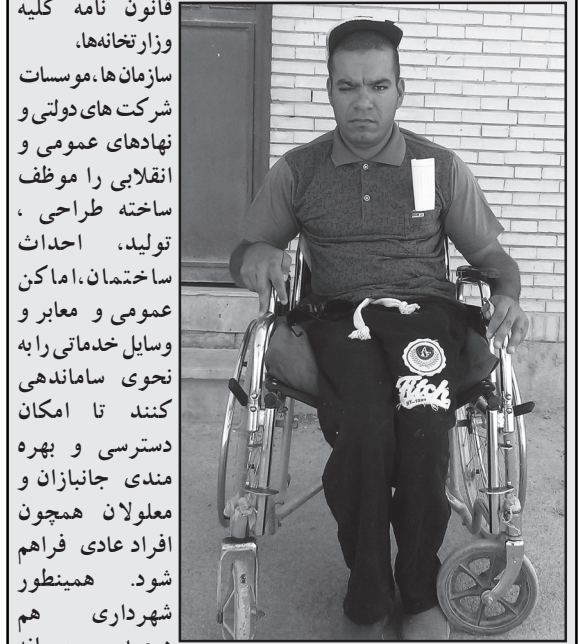 قانون نامه کلیه
وزارتخانه‌ها،
سازمان ها،موسسات
شرکت های دولتی و
نهادهای عمومی و
انقلابی را موظف
ساخته طراحی ،
تولید، احداث
ساختمان،اماکن
عمومی و معابر و
وسایل خدماتی را به
نحوی ساماندهی
کنند تا امکان
دسترسی و بهره
مندی جانبازان و
معلولان همچون
افراد عادی فراهم
شود. همینطور
شهرداری هم